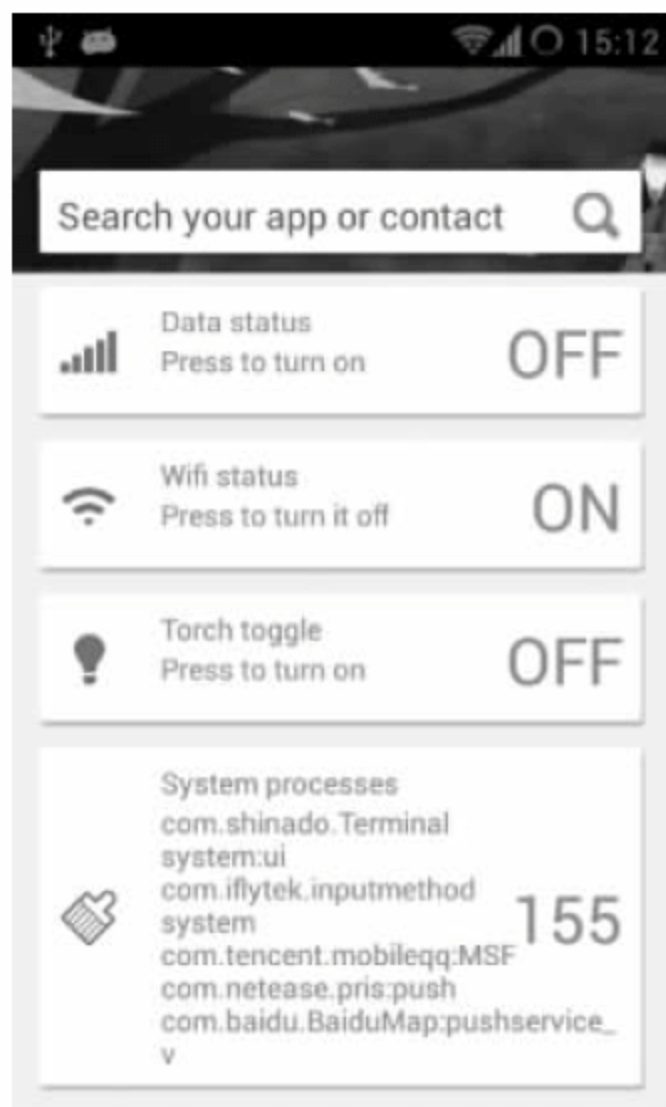 15:12
Search your app or contact
Data status
Press to turn on
OFF
Wifi status
Press to turn it off
ON
Torch toggle
Press to turn on
OFF
System processes
com.shinado.Terminal
system:ui
com.iflytek.inputmethod
system
155
com.tencent.mobileqq:MSF
com.netease.pris:push
com.baidu.BaiduMap:pushservice_
v